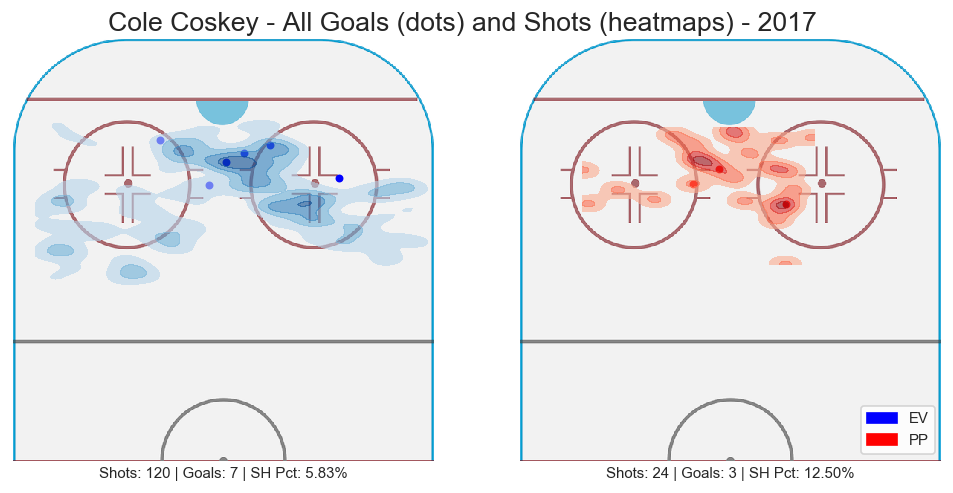 Cole Coskey - All Goals (dots) and Shots (heatmaps) - 2017
EV
PP
Shots: 120 | Goals: 7 | SH Pct: 5.83%
Shots: 24 | Goals: 3 | SH Pct: 12.50%